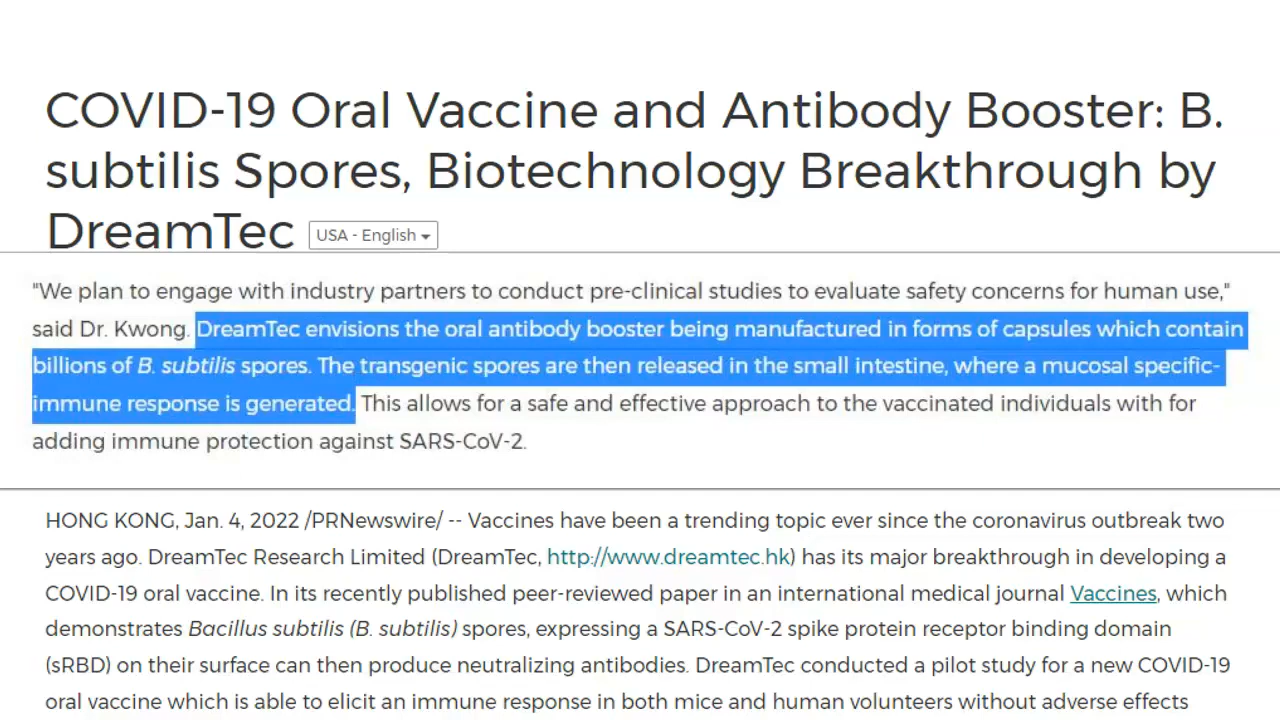 COVID-19 Oral Vaccine and Antibody Booster: B.
subtilis Spores, Biotechnology Breakthrough by
DreamTec USA - English
"We plan to engage with industry partners to conduct pre-clinical studies to evaluate safety concerns for human use,"
said Dr. Kwong. DreamTec envisions the oral antibody booster being manufactured in forms of capsules which contain
billions of B. subtilis spores. The transgenic spores are then released in the small intestine, where a mucosal specific-
immune response is generated. This allows for a safe and effective approach to the vaccinated individuals with for
adding immune protection against SARS-CoV-2.
HONG KONG, Jan. 4, 2022 /PRNewswire/ -- Vaccines have been a trending topic ever since the coronavirus outbreak two
years ago. DreamTec Research Limited (DreamTec, http://www.dreamtec.hk) has its major breakthrough in developing a
COVID-19 oral vaccine. In its recently published peer-reviewed paper in an international medical journal Vaccines, which
demonstrates Bacillus subtilis (B. subtilis) spores, expressing a SARS-CoV-2 spike protein receptor binding domain
(sRBD) on their surface can then produce neutralizing antibodies. DreamTec conducted a pilot study for a new COVID-19
oral vaccine which is able to elicit an immune response in both mice and human volunteers without adverse effects